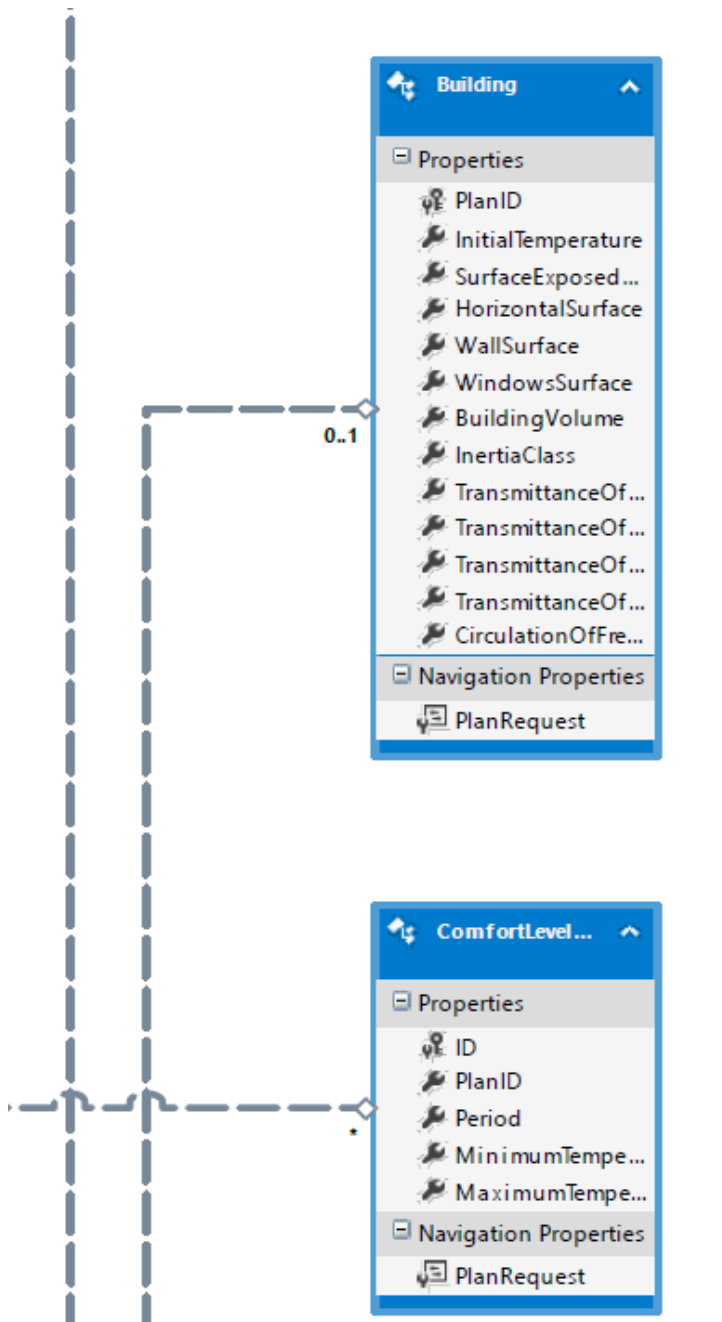 Building
Properties
PlanID
InitialTemperature
SurfaceExposed...
HorizontalSurface
WallSurface
WindowsSurface
BuildingVolume
InertiaClass
TransmittanceOf...
TransmittanceOf...
TransmittanceOf...
TransmittanceOf...
CirculationOfFre...
Navigation Properties
PlanRequest
0..1
ComfortLevel...
Properties
ID
PlanID
Period
MinimumTempe...
MaximumTempe...
Navigation Properties
PlanRequest
*